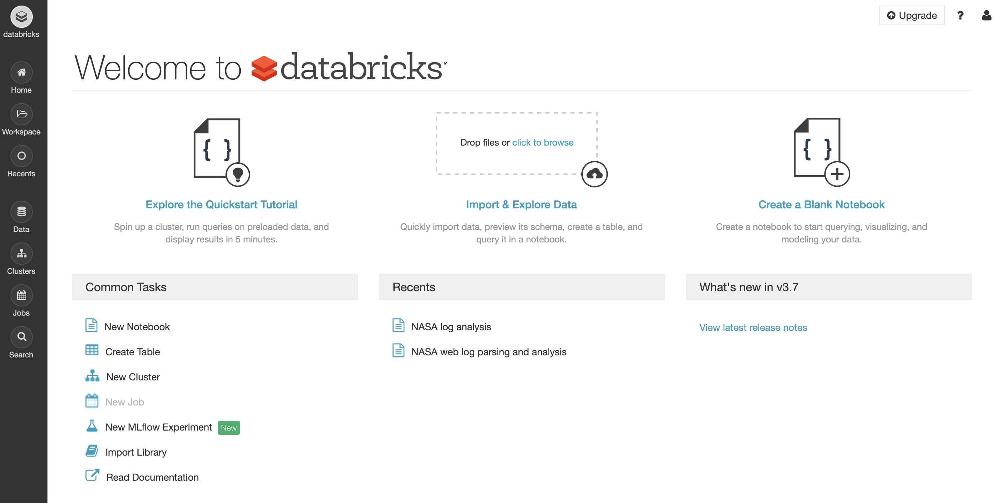 databricks
Home
Workspace
Recents
Data
Clusters
Jobs
Search
Upgrade
?
Welcome to databricks™
{ }
Drop files or click to browse
{ }
Explore the Quickstart Tutorial
Spin up a cluster, run queries on preloaded data, and
display results in 5 minutes.
Import & Explore Data
Quickly import data, preview its schema, create a table, and
query it in a notebook.
Create a Blank Notebook
Create a notebook to start querying, visualizing, and
modeling your data.
Common Tasks
New Notebook
Create Table
New Cluster
New Job
New MLflow Experiment New
Import Library
Read Documentation
Recents
NASA log analysis
NASA web log parsing and analysis
What's new in v3.7
View latest release notes